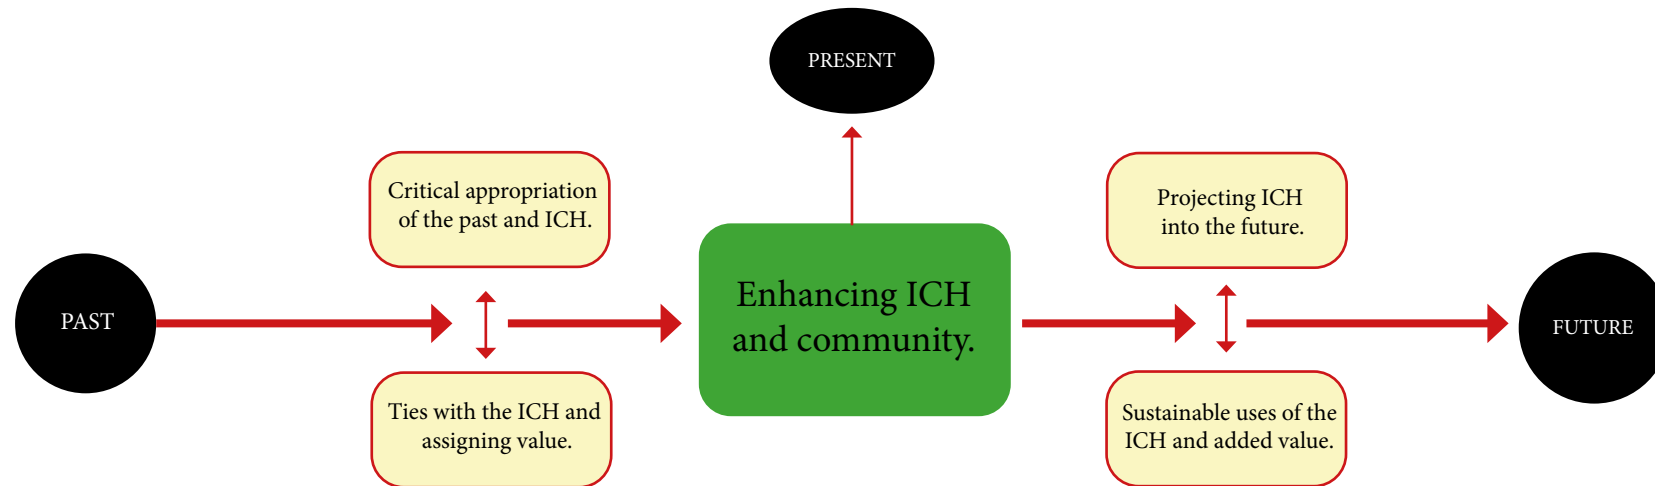 PRESENT
Critical appropriation
of the past and ICH.
Projecting ICH
into the future.
PAST
Enhancing ICH
and community.
FUTURE
Ties with the ICH and
assigning value.
Sustainable uses of the
ICH and added value.